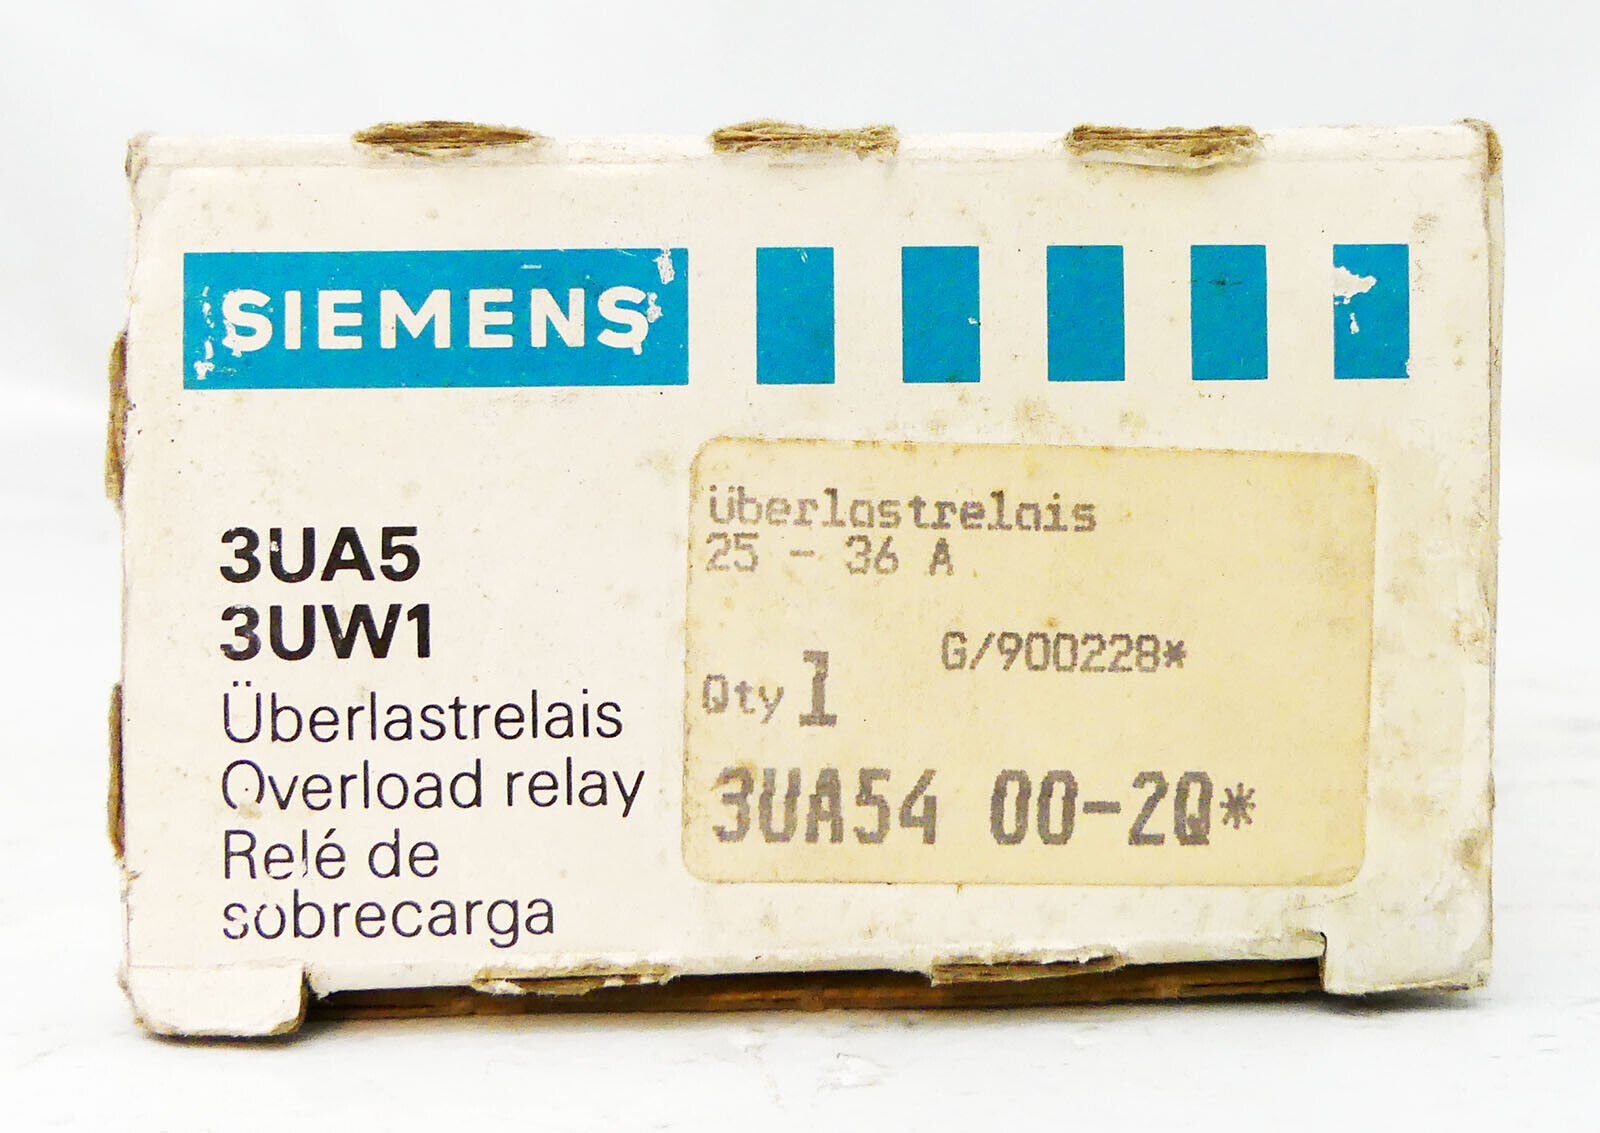 SIEMENS
3UA5
3UW1
Überlastrelais
Overload relay
Relé de
sobrecarga
Überlastrelais
25 - 36 A
G/900228*
Qty 1
3UA54 00-2Q*